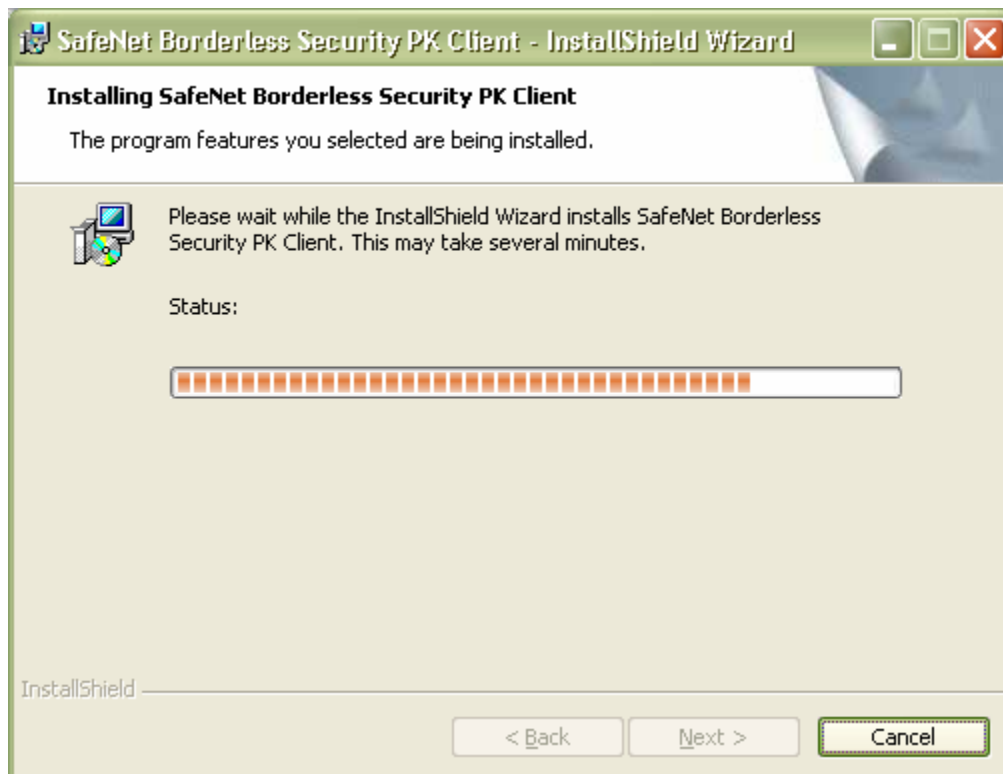 SafeNet Borderless Security PK Client - InstallShield Wizard
Installing SafeNet Borderless Security PK Client
The program features you selected are being installed.
Please wait while the InstallShield Wizard installs SafeNet Borderless
Security PK Client. This may take several minutes.
Status:
InstallShield
< Back
Next >
Cancel